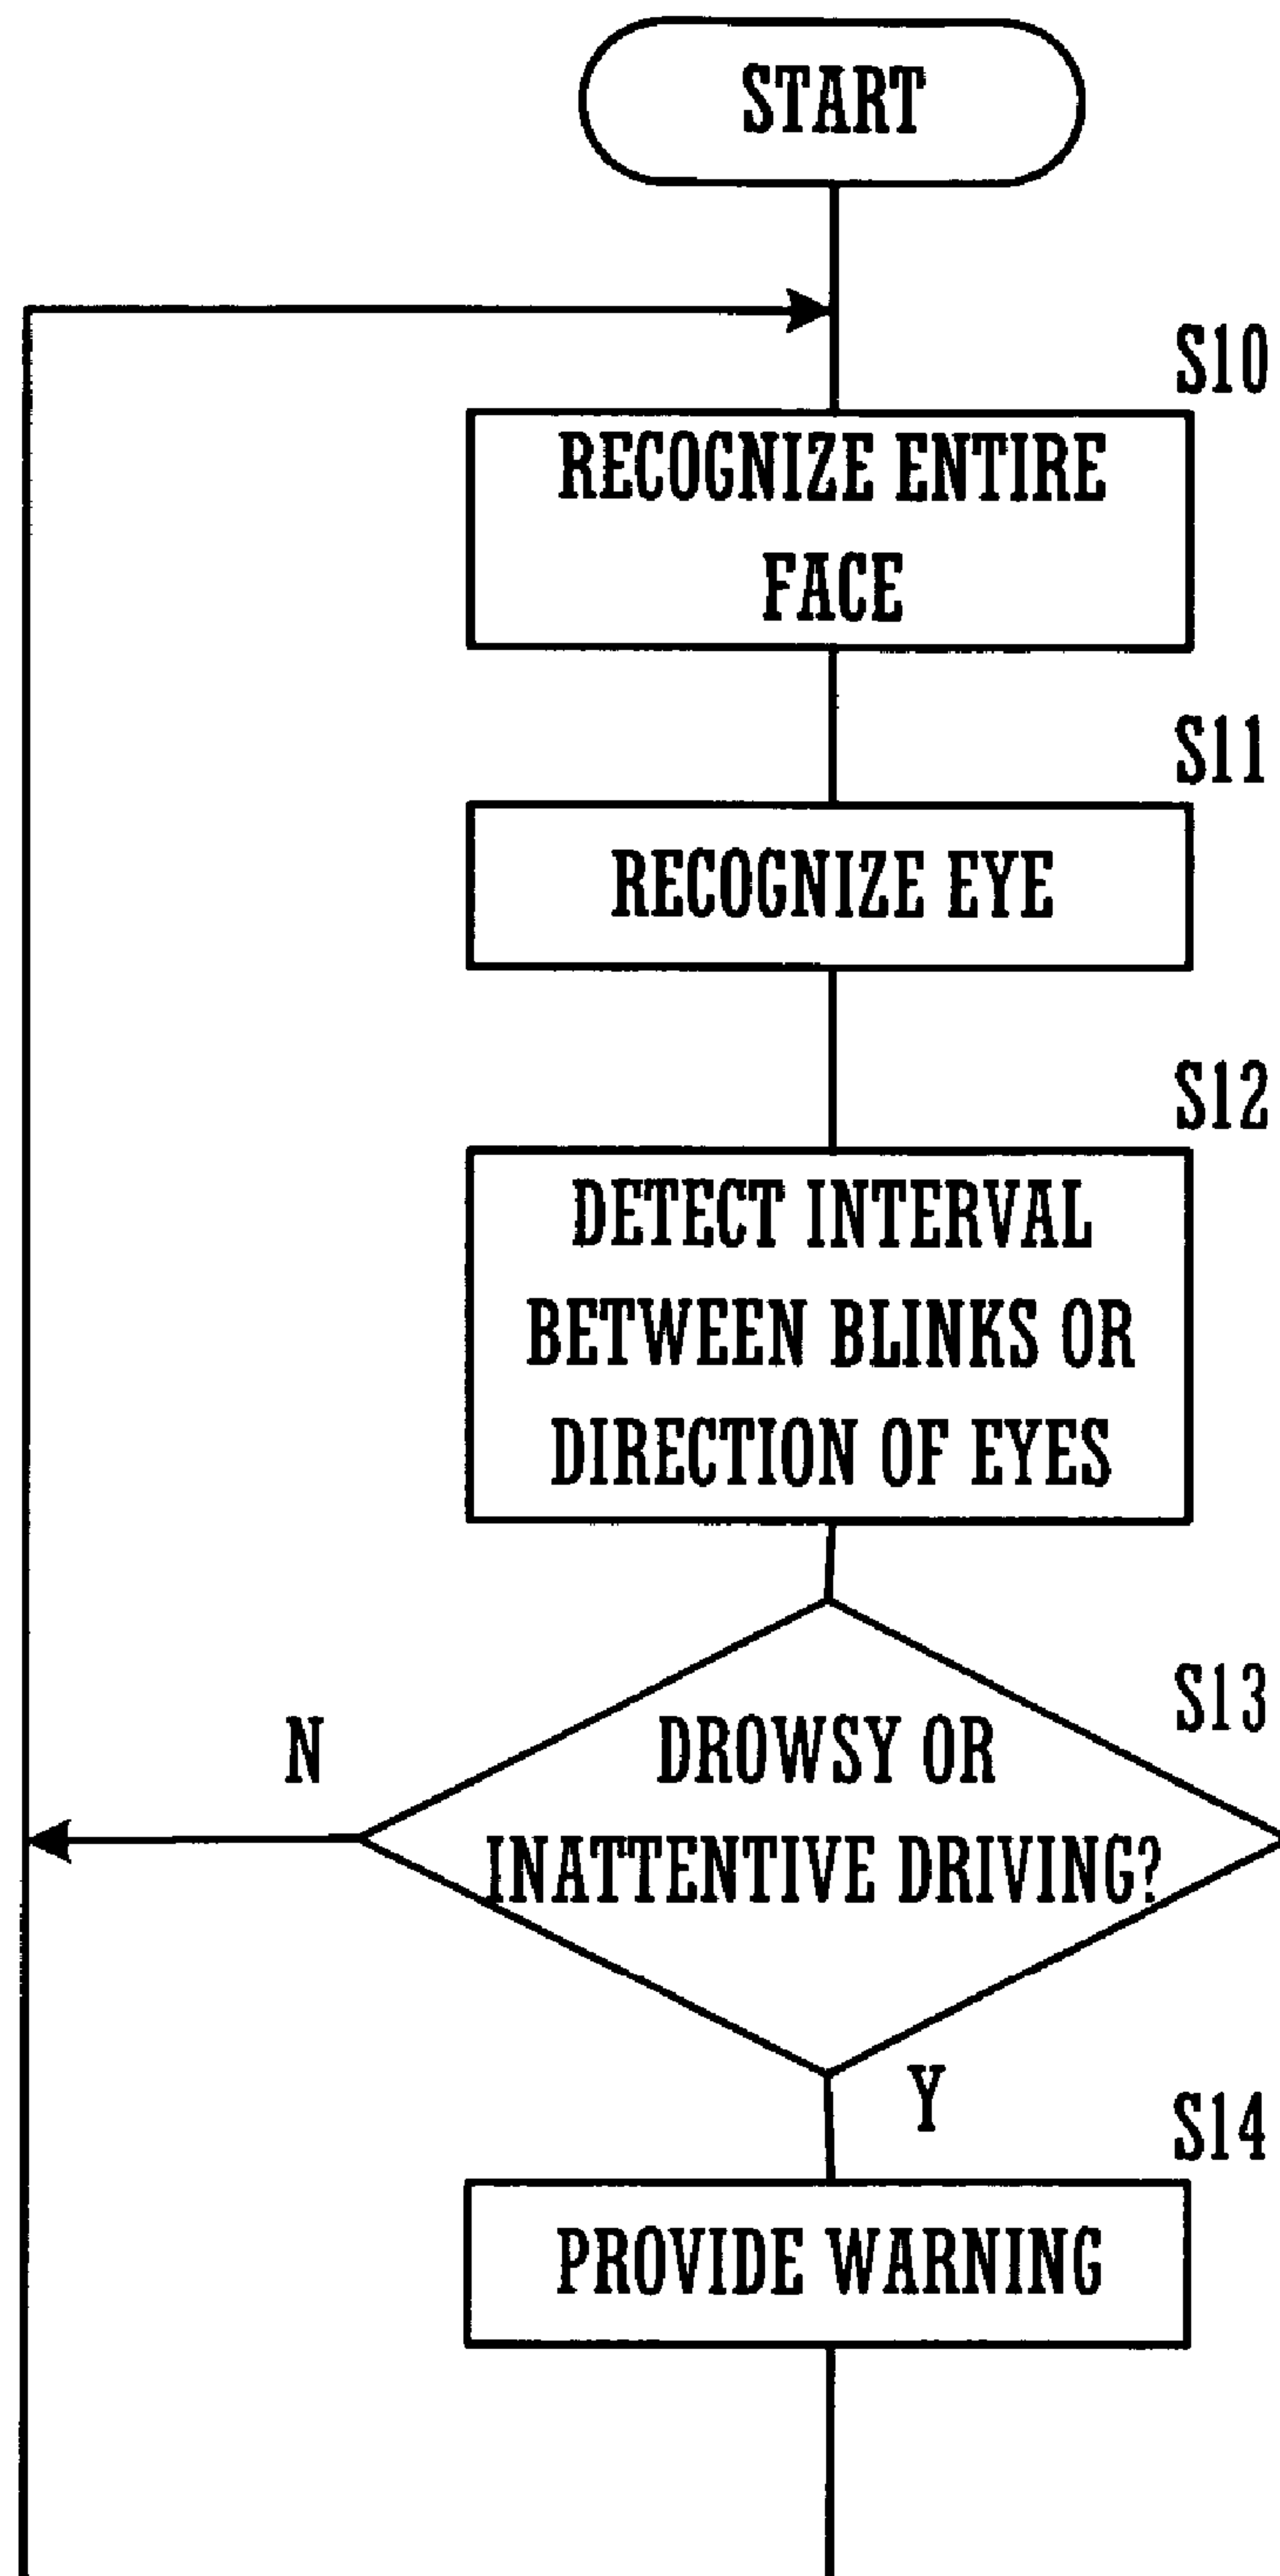 START
S10
RECOGNIZE ENTIRE
FACE
S11
RECOGNIZE EYE
S12
DETECT INTERVAL
BETWEEN BLINKS OR
DIRECTION OF EYES
S13
N
DROWSY OR
INATTENTIVE DRIVING?
Y
S14
PROVIDE WARNING